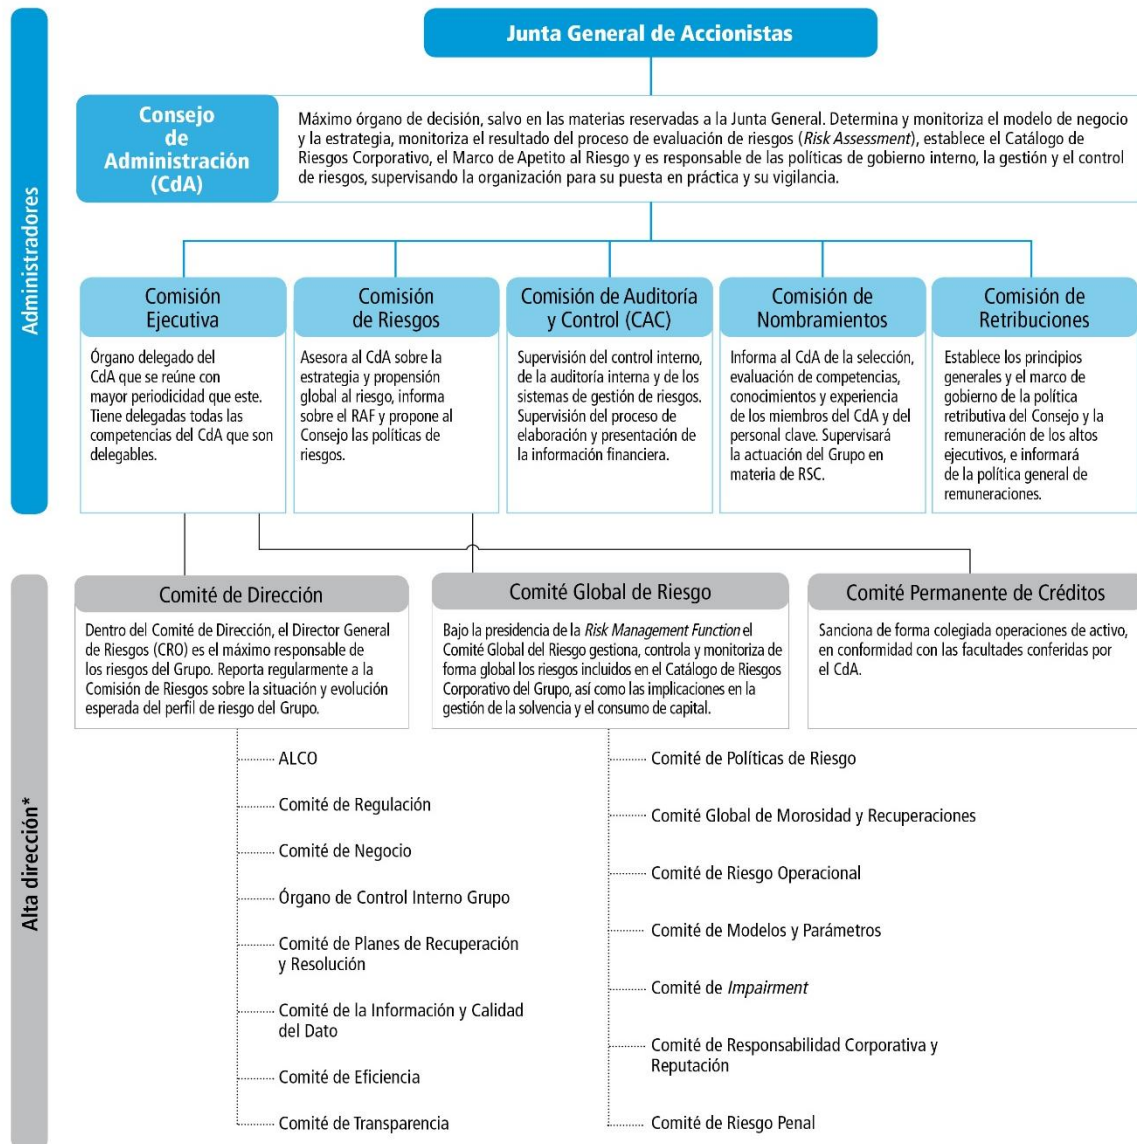 Administradores
Junta General de Accionistas
Consejo
de
Administración
(CdA)
Máximo órgano de decisión, salvo en las materias reservadas a la Junta General. Determina y monitoriza el modelo de negocio
y la estrategia, monitoriza el resultado del proceso de evaluación de riesgos (Risk Assessment), establece el Catálogo de
Riesgos Corporativo, el Marco de Apetito al Riesgo y es responsable de las políticas de gobierno interno, la gestión y el control
de riesgos, supervisando la organización para su puesta en práctica y su vigilancia.
Comisión
Ejecutiva
Órgano delegado del
CdA que se reúne con
mayor periodicidad que este.
Tiene delegadas todas las
competencias del CdA que son
delegables.
Comisión
de Riesgos
Asesora al CdA sobre la
estrategia y propensión
global al riesgo, informa
sobre el RAF y propone al
Consejo las políticas de
riesgos.
Comisión de Auditoría
y Control (CAC)
Supervisión del control interno,
de la auditoría interna y de los
sistemas de gestión de riesgos.
Supervisión del proceso de
elaboración y presentación de
la información financiera.
Comisión de
Nombramientos
Informa al CdA de la selección,
evaluación de competencias,
conocimientos y experiencia
de los miembros del CdA y del
personal clave. Supervisará
la actuación del Grupo en
materia de RSC.
Comisión de
Retribuciones
Establece los principios
generales y el marco de
gobierno de la política
retributiva del Consejo y la
remuneración de los altos
ejecutivos, e informará
de la política general de
remuneraciones.
Alta dirección*
Comité de Dirección
Dentro del Comité de Dirección, el Director General
de Riesgos (CRO) es el máximo responsable de
los riesgos del Grupo. Reporta regularmente a la
Comisión de Riesgos sobre la situación y evolución
esperada del perfil de riesgo del Grupo.
Comité Global de Riesgo
Bajo la presidencia de la Risk Management Function el
Comité Global del Riesgo gestiona, controla y monitoriza de
forma global los riesgos incluidos en el Catálogo de Riesgos
Corporativo del Grupo, así como las implicaciones en la
gestión de la solvencia y el consumo de capital.
Comité Permanente de Créditos
Sanciona de forma colegiada operaciones de activo,
en conformidad con las facultades conferidas por
el CdA.
ALCO
Comité de Regulación
Comité de Negocio
Órgano de Control Interno Grupo
Comité de Planes de Recuperación
y Resolución
Comité de la Información y Calidad
del Dato
Comité de Eficiencia
Comité de Transparencia
Comité de Políticas de Riesgo
Comité Global de Morosidad y Recuperaciones
Comité de Riesgo Operacional
Comité de Modelos y Parámetros
Comité de Impairment
Comité de Responsabilidad Corporativa y
Reputación
Comité de Riesgo Penal